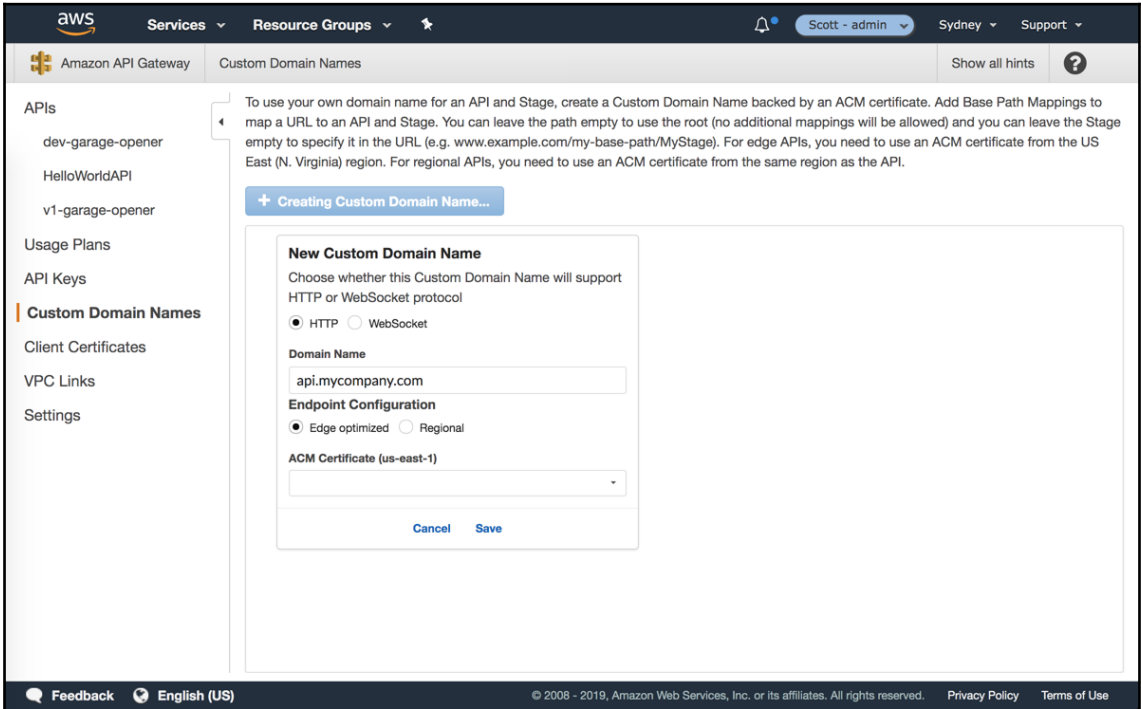 aws
Services
Resource Groups
Scott - admin
Sydney
Support
Amazon API Gateway
Custom Domain Names
Show all hints
?
APIs
dev-garage-opener
HelloWorldAPI
v1-garage-opener
Usage Plans
API Keys
Custom Domain Names
Client Certificates
VPC Links
Settings
To use your own domain name for an API and Stage, create a Custom Domain Name backed by an ACM certificate. Add Base Path Mappings to
map a URL to an API and Stage. You can leave the path empty to use the root (no additional mappings will be allowed) and you can leave the Stage
empty to specify it in the URL (e.g. www.example.com/my-base-path/MyStage). For edge APIs, you need to use an ACM certificate from the US
East (N. Virginia) region. For regional APIs, you need to use an ACM certificate from the same region as the API.
+ Creating Custom Domain Name...
New Custom Domain Name
Choose whether this Custom Domain Name will support
HTTP or WebSocket protocol
HTTP WebSocket
Domain Name
api.mycompany.com
Endpoint Configuration
Edge optimized Regional
ACM Certificate (us-east-1)
Cancel Save
Feedback
English (US)
© 2008 - 2019, Amazon Web Services, Inc. or its affiliates. All rights reserved.
Privacy Policy
Terms of Use